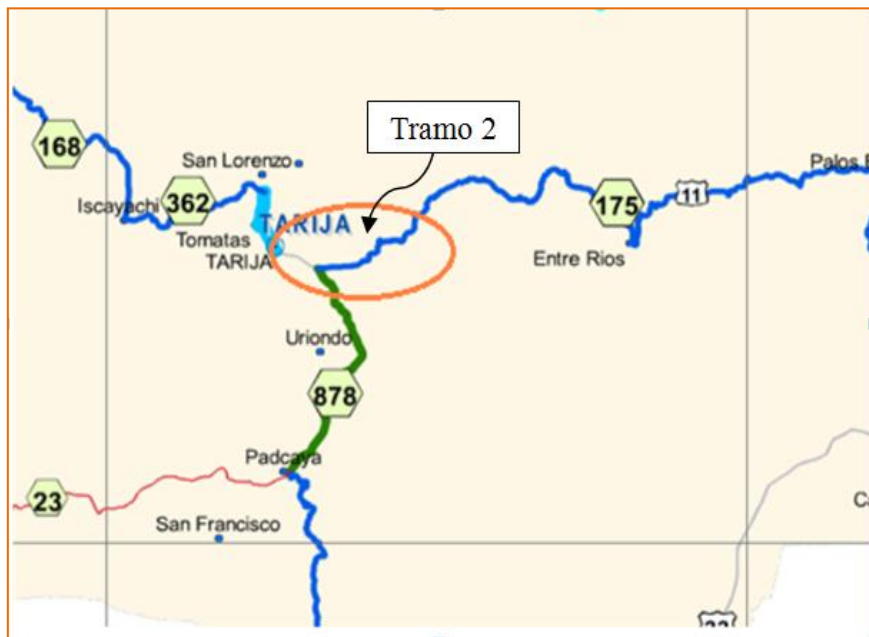 Tramo 2
168
San Lorenzo
Palos
Iscayachi
362
175
11
TARIJA
Tomatas
TARIJA
Entre Rios
Uriondo
878
Padcaya
23
San Francisco